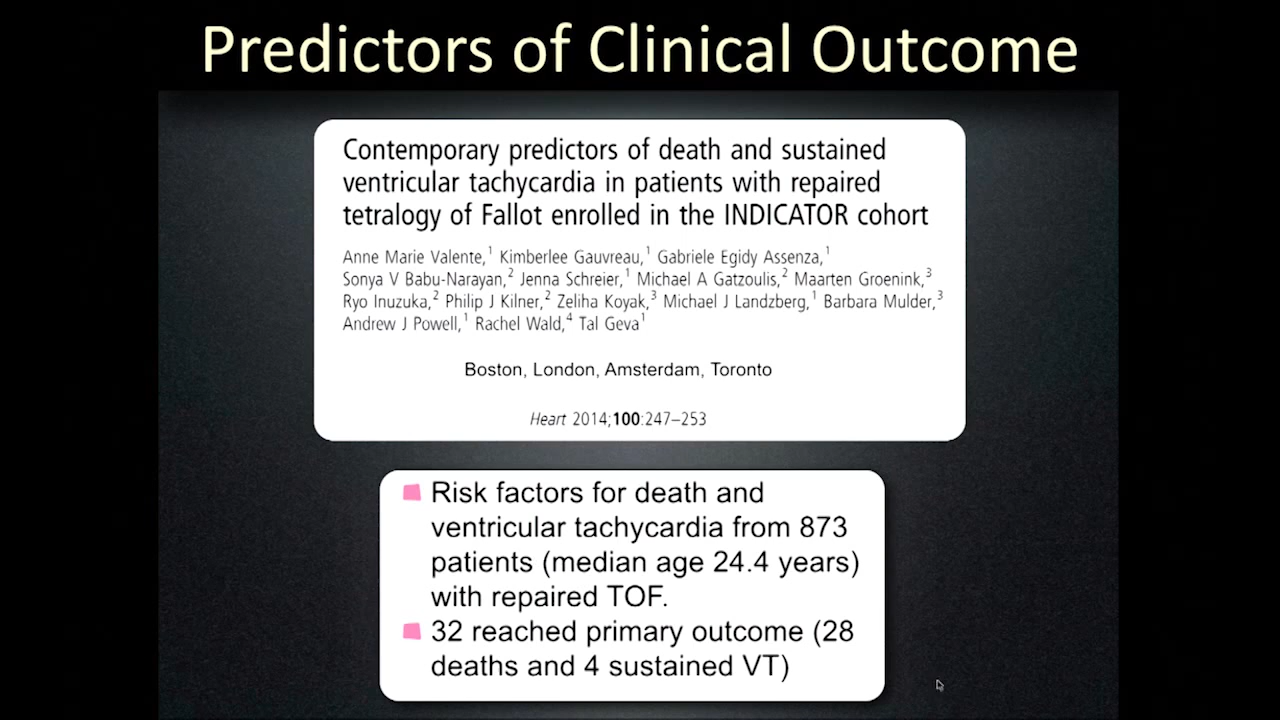 Predictors of Clinical Outcome
Contemporary predictors of death and sustained
ventricular tachycardia in patients with repaired
tetralogy of Fallot enrolled in the INDICATOR cohort
Anne Marie Valente,¹ Kimberlee Gauvreau,¹ Gabriele Egidy Assenza,¹
Sonya V Babu-Narayan,² Jenna Schreier,¹ Michael A Gatzoulis,² Maarten Groenink,³
Ryo Inuzuka,² Philip J Kilner,² Zeliha Koyak,³ Michael J Landzberg,¹ Barbara Mulder,³
Andrew J Powell,¹ Rachel Wald,⁴ Tal Geva¹
Boston, London, Amsterdam, Toronto
Heart 2014;100:247–253
Risk factors for death and
ventricular tachycardia from 873
patients (median age 24.4 years)
with repaired TOF.
32 reached primary outcome (28
deaths and 4 sustained VT)